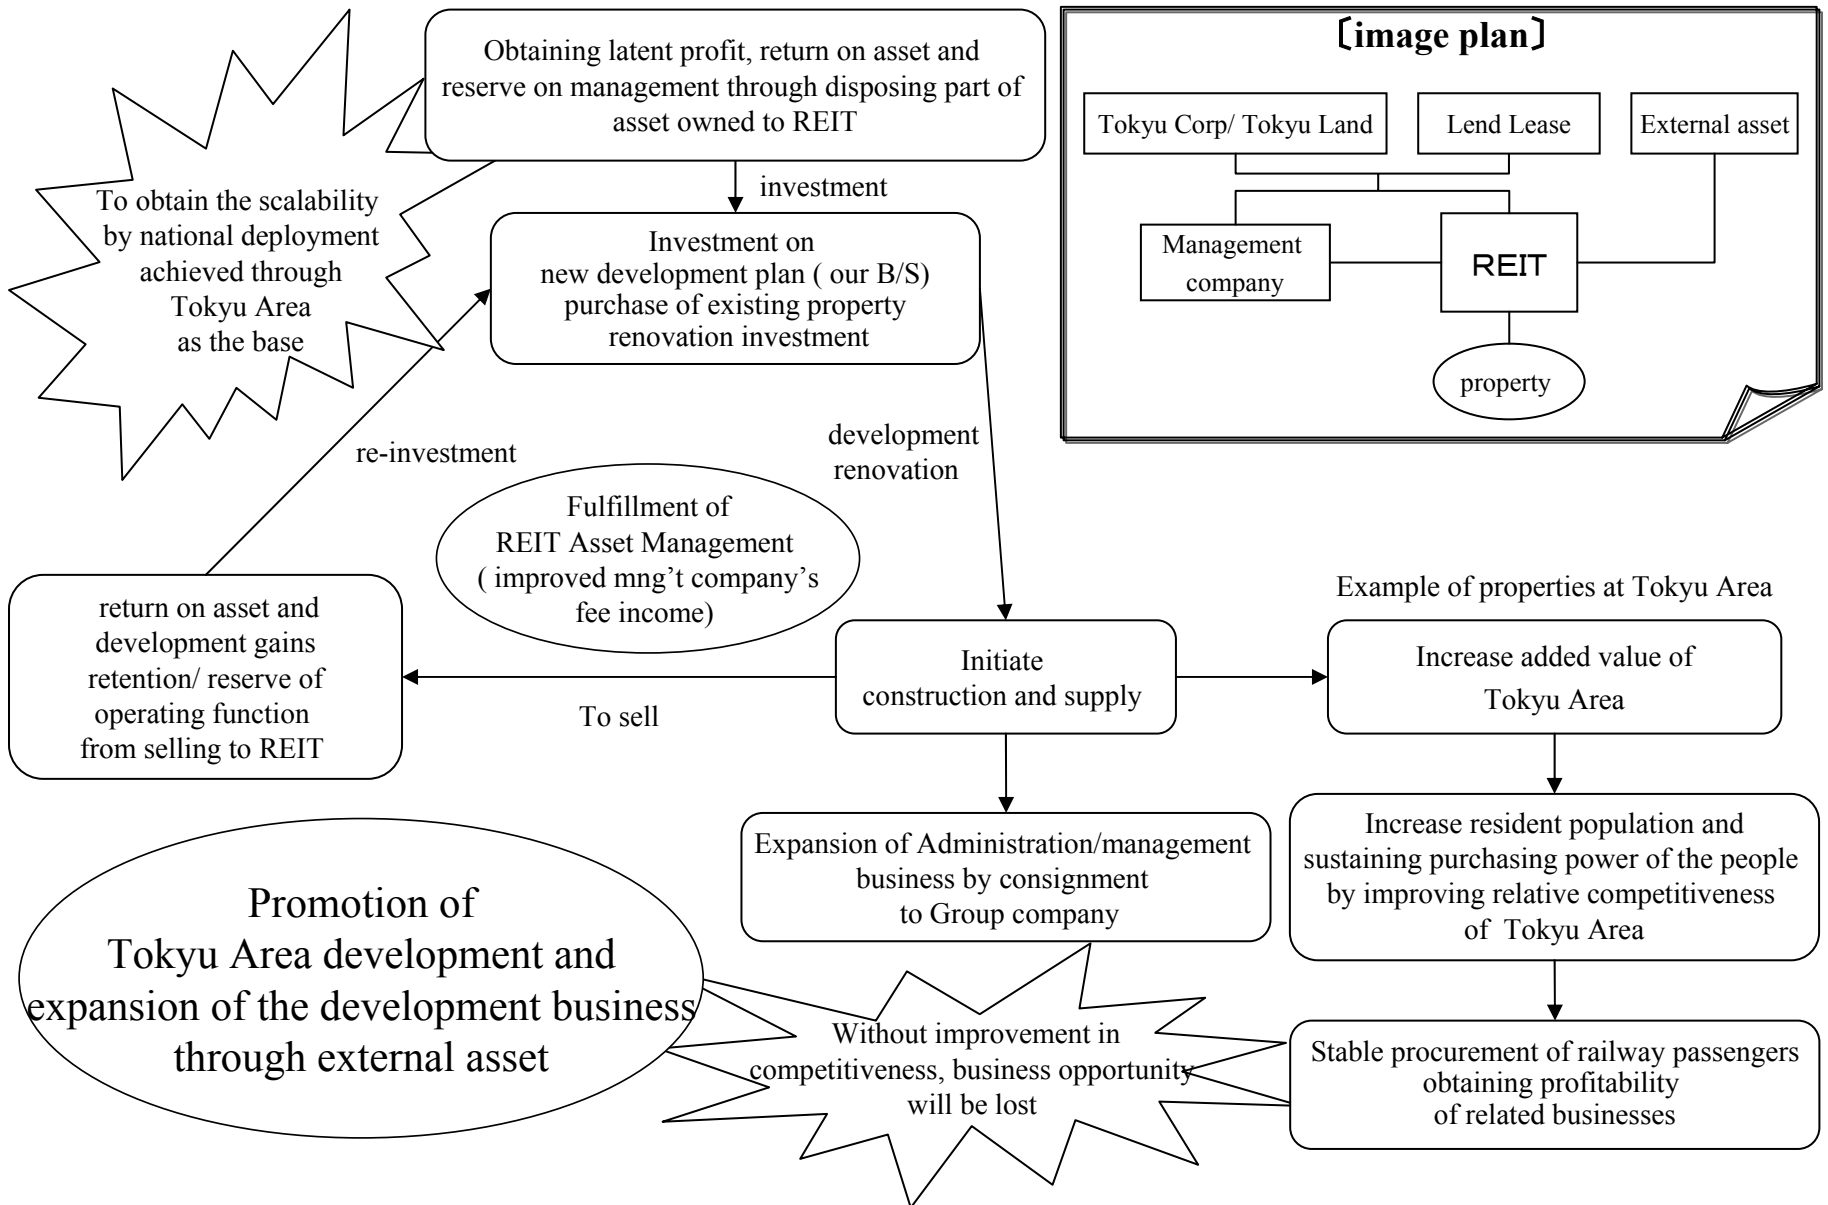 Obtaining latent profit, return on asset and
reserve on management through disposing part of
asset owned to REIT
〔image plan〕
Tokyu Corp/ Tokyu Land
Lend Lease
External asset
Management
company
REIT
property
To obtain the scalability
by national deployment
achieved through
Tokyu Area
as the base
investment
Investment on
new development plan ( our B/S)
purchase of existing property
renovation investment
re-investment
development
renovation
Fulfillment of
REIT Asset Management
( improved mng’t company’s
fee income)
return on asset and
development gains
retention/ reserve of
operating function
from selling to REIT
To sell
Initiate
construction and supply
Example of properties at Tokyu Area
Increase added value of
Tokyu Area
Expansion of Administration/management
business by consignment
to Group company
Increase resident population and
sustaining purchasing power of the people
by improving relative competitiveness
of Tokyu Area
Promotion of
Tokyu Area development and
expansion of the development business
through external asset
Without improvement in
competitiveness, business opportunity
will be lost
Stable procurement of railway passengers
obtaining profitability
of related businesses